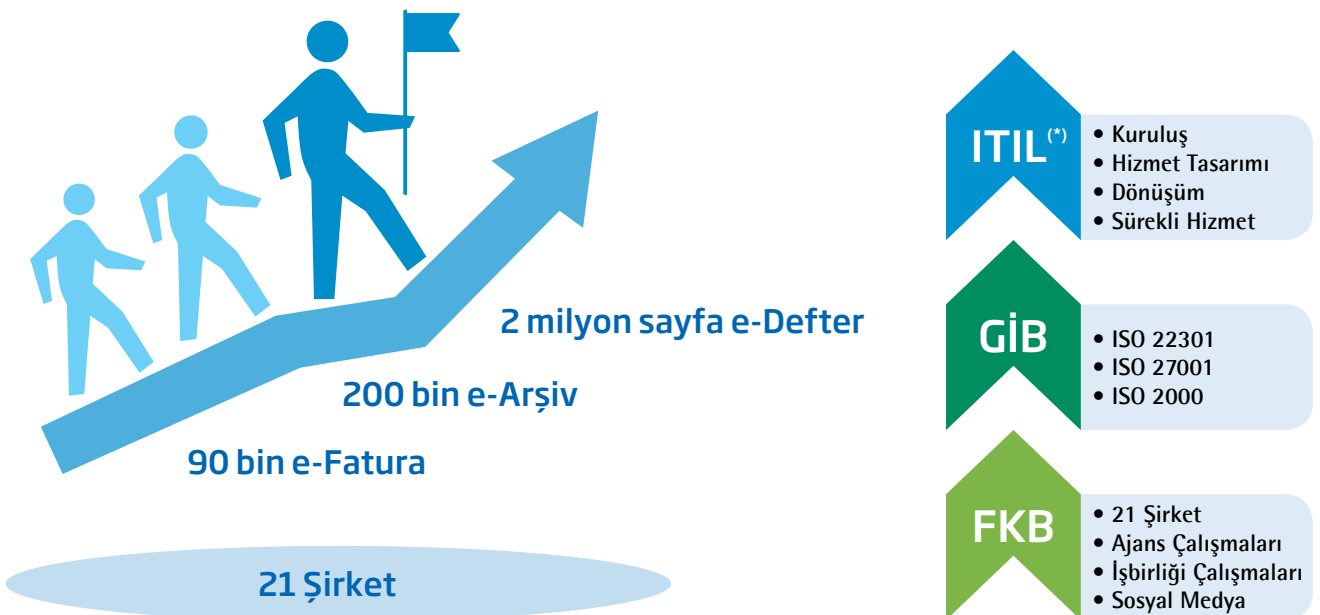 2 milyon sayfa e-Defter
200 bin e-Arşiv
90 bin e-Fatura
21 Şirket
ITIL(*)
• Kuruluş
• Hizmet Tasarımı
• Dönüşüm
• Sürekli Hizmet
GİB
• ISO 22301
• ISO 27001
• ISO 2000
FKB
• 21 Şirket
• Ajans Çalışmaları
• İşbirliği Çalışmaları
• Sosyal Medya